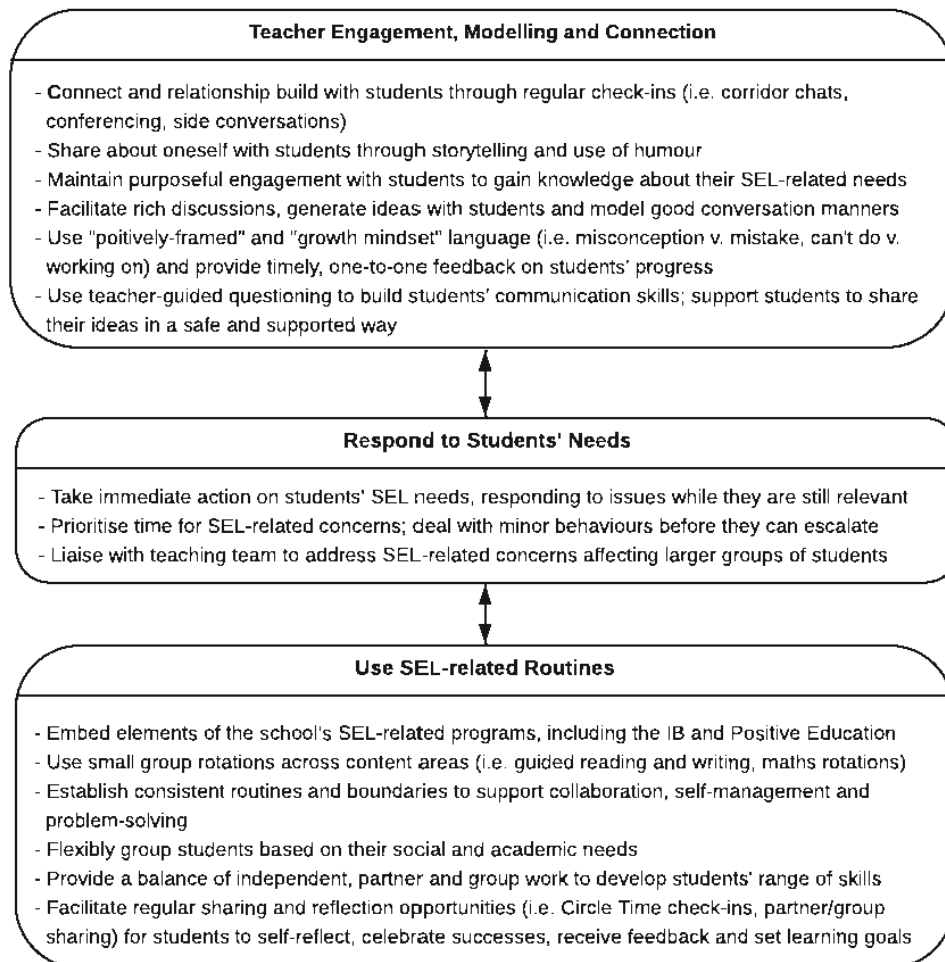 Teacher Engagement, Modelling and Connection
- Connect and relationship build with students through regular check-ins (i.e. corridor chats,
conferencing, side conversations)
- Share about oneself with students through storytelling and use of humour
- Maintain purposeful engagement with students to gain knowledge about their SEL-related needs
- Facilitate rich discussions, generate ideas with students and model good conversation manners
- Use "poitively-framed" and "growth mindset" language (i.e. misconception v. mistake, can't do v.
working on) and provide timely, one-to-one feedback on students' progress
- Use teacher-guided questioning to build students' communication skills; support students to share
their ideas in a safe and supported way
Respond to Students' Needs
- Take immediate action on students' SEL needs, responding to issues while they are still relevant
- Prioritise time for SEL-related concerns; deal with minor behaviours before they can escalate
- Liaise with teaching team to address SEL-related concerns affecting larger groups of students
Use SEL-related Routines
- Embed elements of the school's SEL-related programs, including the IB and Positive Education
- Use small group rotations across content areas (i.e. guided reading and writing, maths rotations)
- Establish consistent routines and boundaries to support collaboration, self-management and
problem-solving
- Flexibly group students based on their social and academic needs
- Provide a balance of independent, partner and group work to develop students' range of skills
- Facilitate regular sharing and reflection opportunities (i.e. Circle Time check-ins, partner/group
sharing) for students to self-reflect, celebrate successes, receive feedback and set learning goals